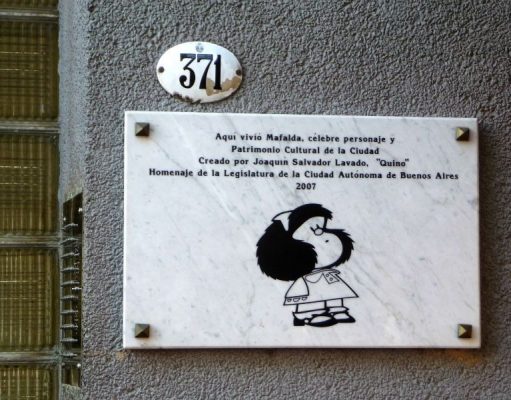 371
Aquí vivió Mafalda, célebre personaje y
Patrimonio Cultural de la Ciudad
Creado por Joaquín Salvador Lavado, "Quino"
Homenaje de la Legislatura de la Ciudad Autónoma de Buenos Aires
2007